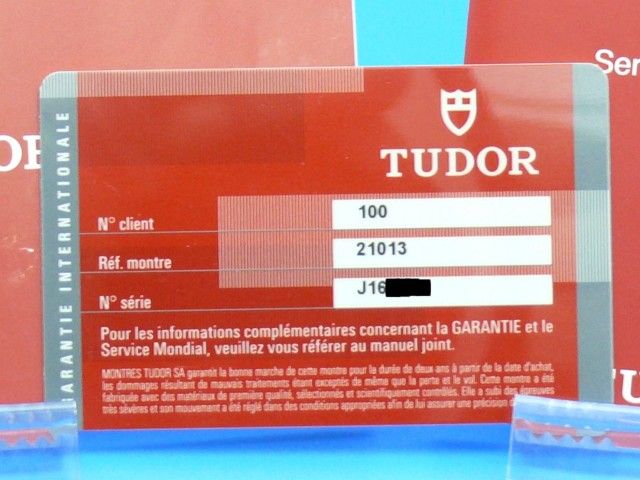 Ser
TUDOR
GARANTIE INTERNATIONALE
N° client 100
Réf. montre 21013
N° série J16
Pour les informations complémentaires concernant la GARANTIE et le
Service Mondial, veuillez vous référer au manuel joint.
MONTRES TUDOR SA garantit la bonne marche de cette montre pour la durée de deux ans à partir de la date d'achat,
les dommages résultant de mauvais traitements étant exceptés de même que la perte et le vol. Cette montre a été
fabriquée avec des matériaux de première qualité, sélectionnés et scientifiquement contrôlés. Elle a subi des épreuves
très sévères et son mouvement a été réglé dans des conditions appropriées afin de lui assurer une précision